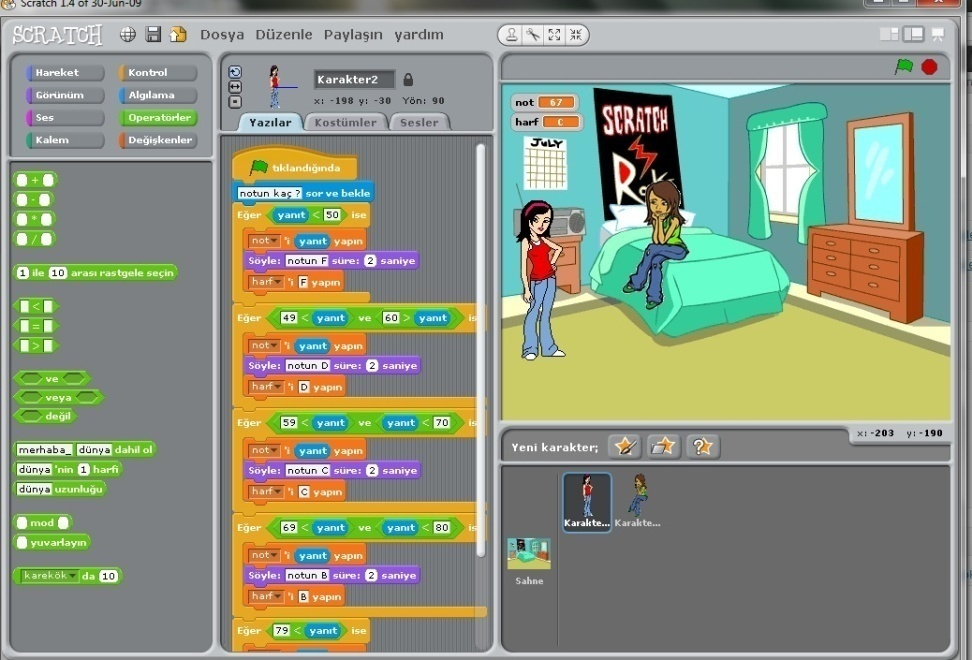 Scratch 1.4 of 30-Jun-09
SCRATCH Dosya Düzenle Paylaşın yardım
Hareket Kontrol
Görünüm Algılama
Ses Operatörler
Kalem Değişkenler
+
-
*
/
1 ile 10 arası rastgele seçin
<
=
>
ve
veya
değil
merhaba_ dünya dahil ol
dünya 'nin 1 harfi
dünya uzunluğu
mod
yuvarlayın
karekök da 10
Karakter2
x: -198 y: -30 Yön: 90
Yazılar Kostümler Sesler
tıklandığında
notun kaç ? sor ve bekle
Eğer yanıt < 50 ise
not 'i yanıt yapın
Söyle: notun F süre: 2 saniye
harf 'i F yapın
Eğer 49 < yanıt ve 60 > yanıt is
not 'i yanıt yapın
Söyle: notun D süre: 2 saniye
harf 'i D yapın
Eğer 59 < yanıt ve yanıt < 70 is
not 'i yanıt yapın
Söyle: notun C süre: 2 saniye
harf 'i C yapın
Eğer 69 < yanıt ve yanıt < 80 is
not 'i yanıt yapın
Söyle: notun B süre: 2 saniye
harf 'i B yapın
Eğer 79 < yanıt ise
not 67
harf C
JULY
SCRATCH
x: -203 y: -190
Yeni karakter:
Karakte... Karakte...
Sahne